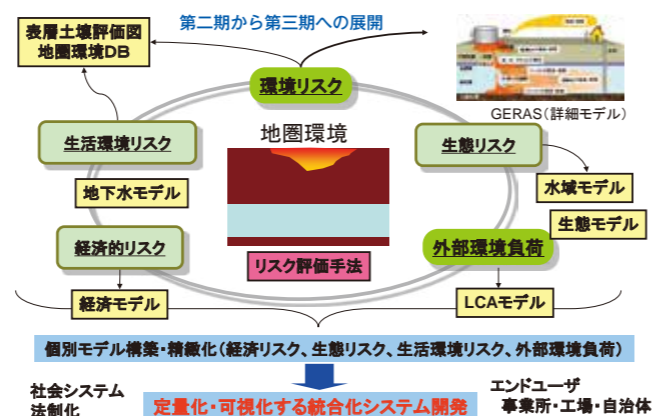 第二期から第三期への展開
表層土壌評価図
地圏環境DB
環境リスク
GERAS(詳細モデル)
生活環境リスク
地圏環境
生態リスク
地下水モデル
水域モデル
生態モデル
経済的リスク
リスク評価手法
外部環境負荷
経済モデル
LCAモデル
個別モデル構築・精緻化(経済リスク、生態リスク、生活環境リスク、外部環境負荷)
社会システム
法制化
定量化・可視化する統合化システム開発
エンドユーザ
事業所・工場・自治体